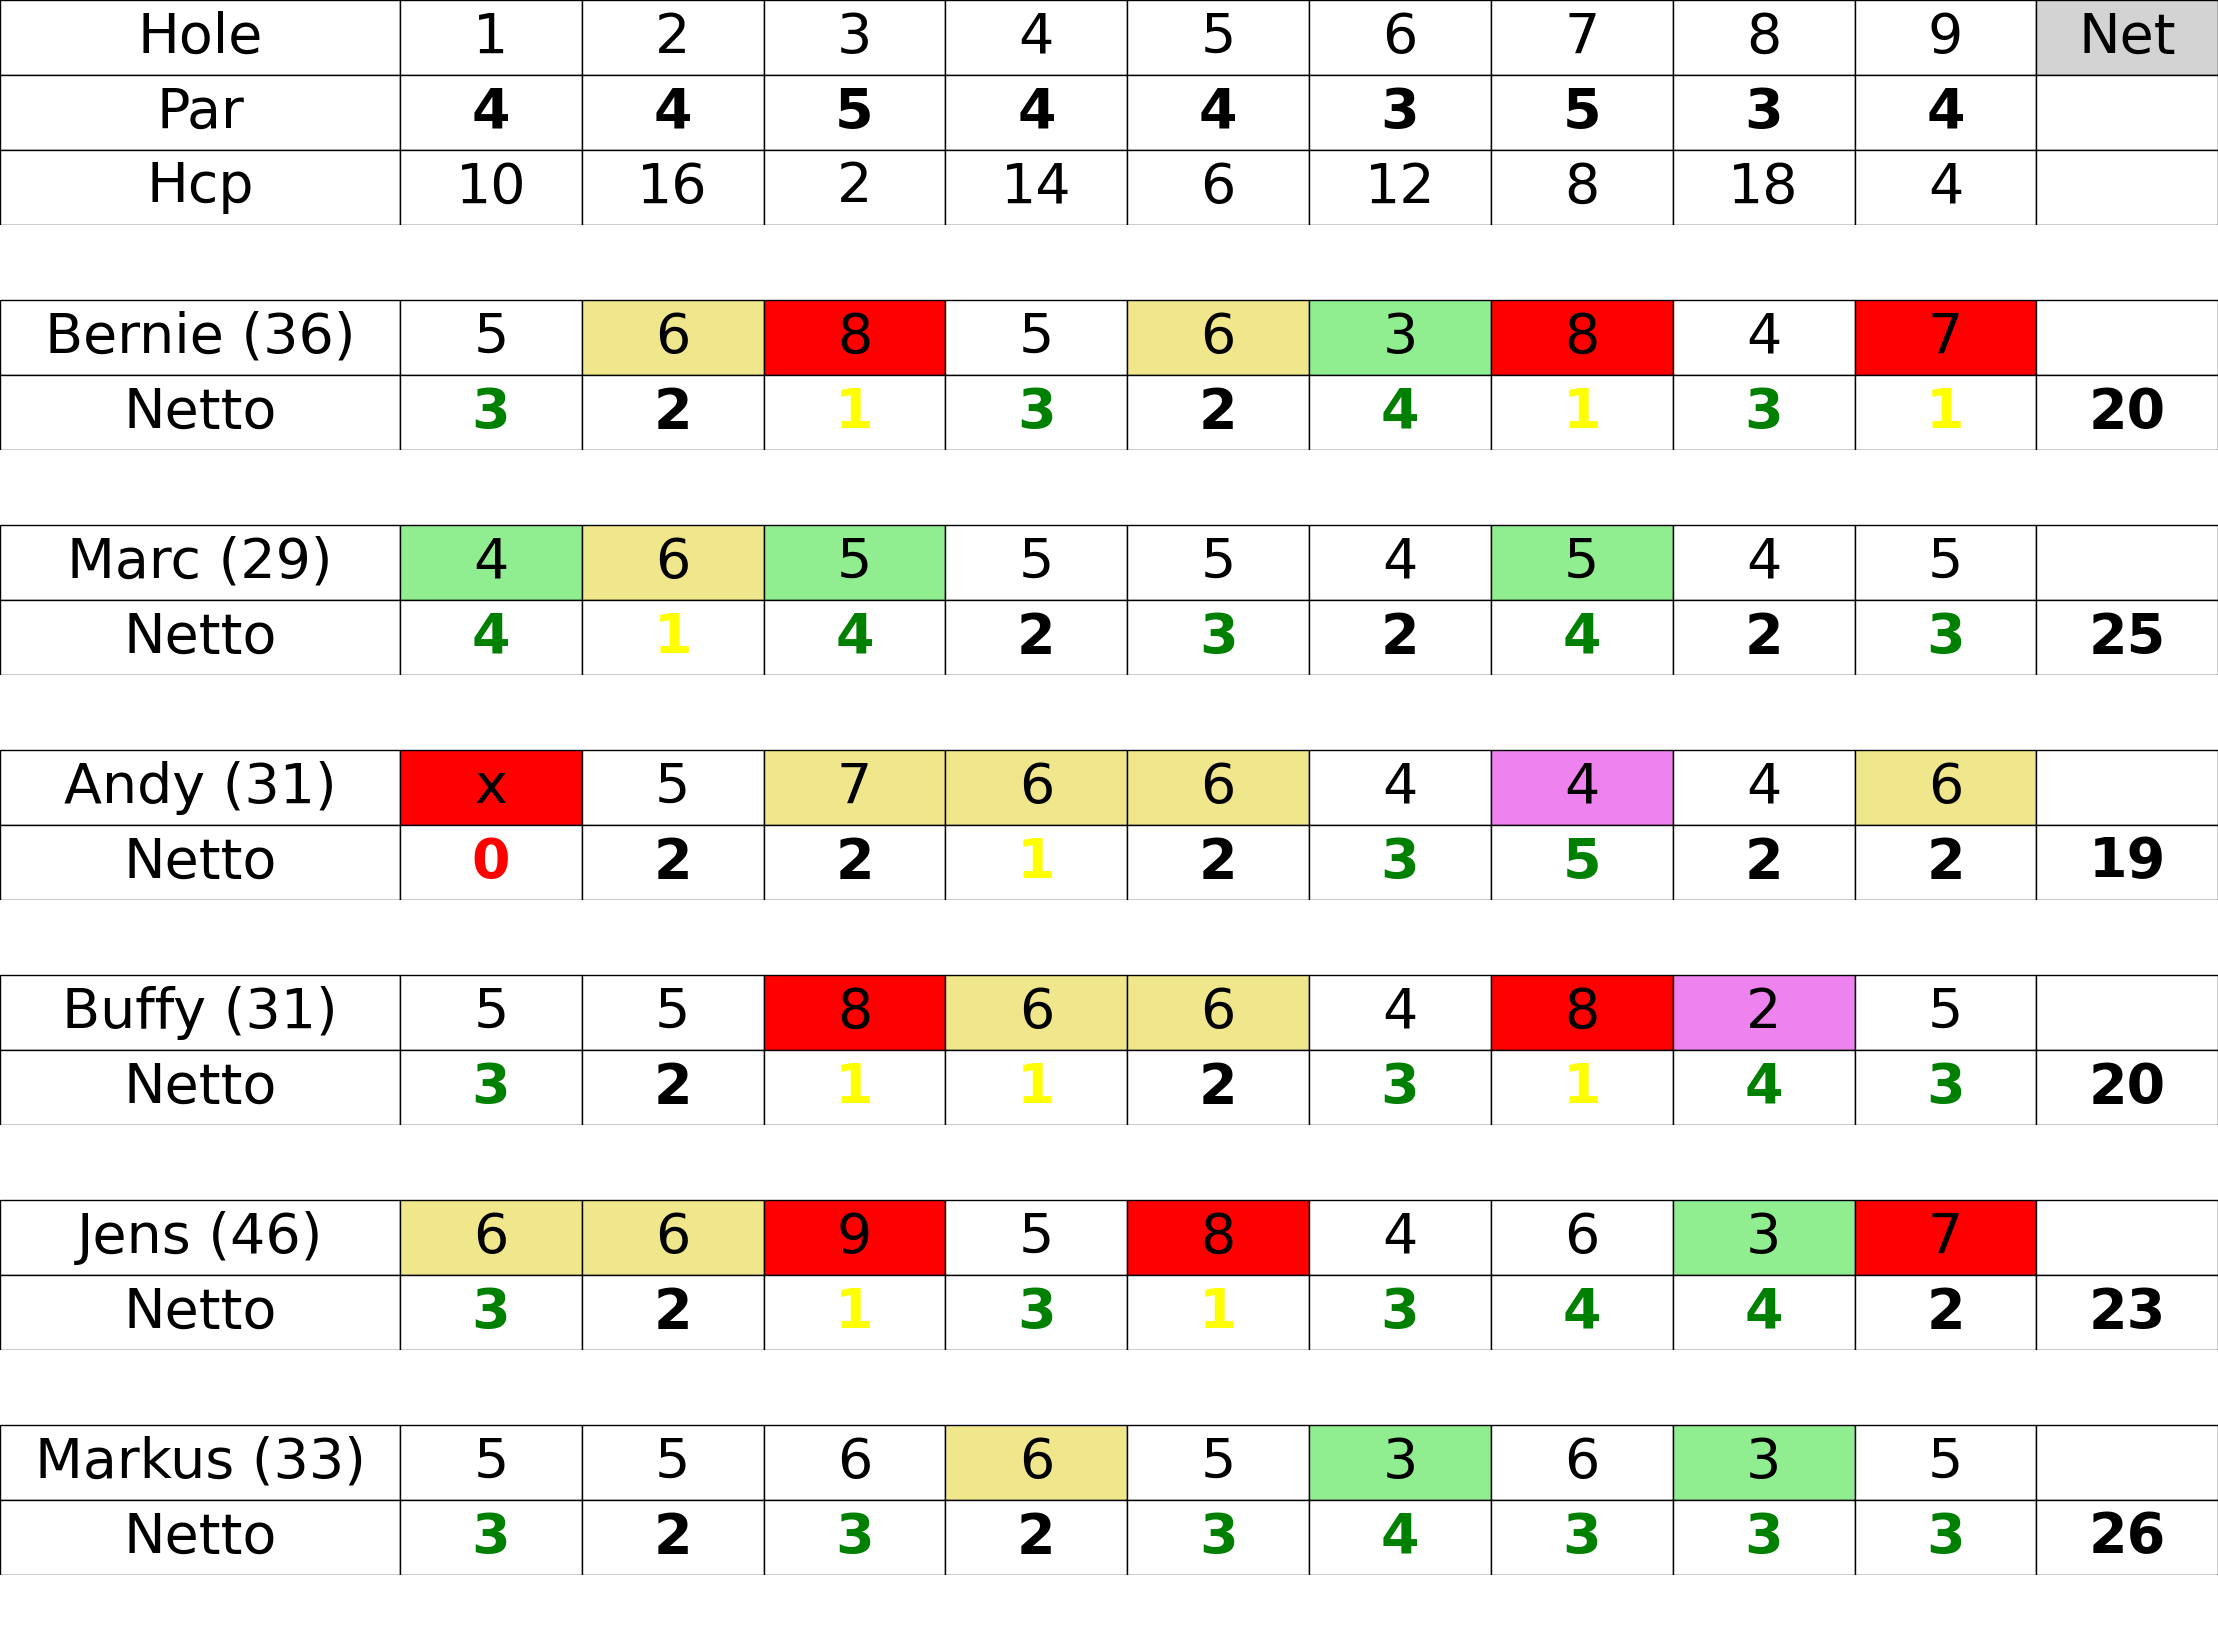 Hole 1 2 3 4 5 6 7 8 9 Net
Par 4 4 5 4 4 3 5 3 4
Hcp 10 16 2 14 6 12 8 18 4
Bernie (36) 5 6 8 5 6 3 8 4 7
Netto 3 2 1 3 2 4 1 3 1 20
Marc (29) 4 6 5 5 5 4 5 4 5
Netto 4 1 4 2 3 2 4 2 3 25
Andy (31) x 5 7 6 6 4 4 4 6
Netto 0 2 2 1 2 3 5 2 2 19
Buffy (31) 5 5 8 6 6 4 8 2 5
Netto 3 2 1 1 2 3 1 4 3 20
Jens (46) 6 6 9 5 8 4 6 3 7
Netto 3 2 1 3 1 3 4 4 2 23
Markus (33) 5 5 6 6 5 3 6 3 5
Netto 3 2 3 2 3 4 3 3 3 26